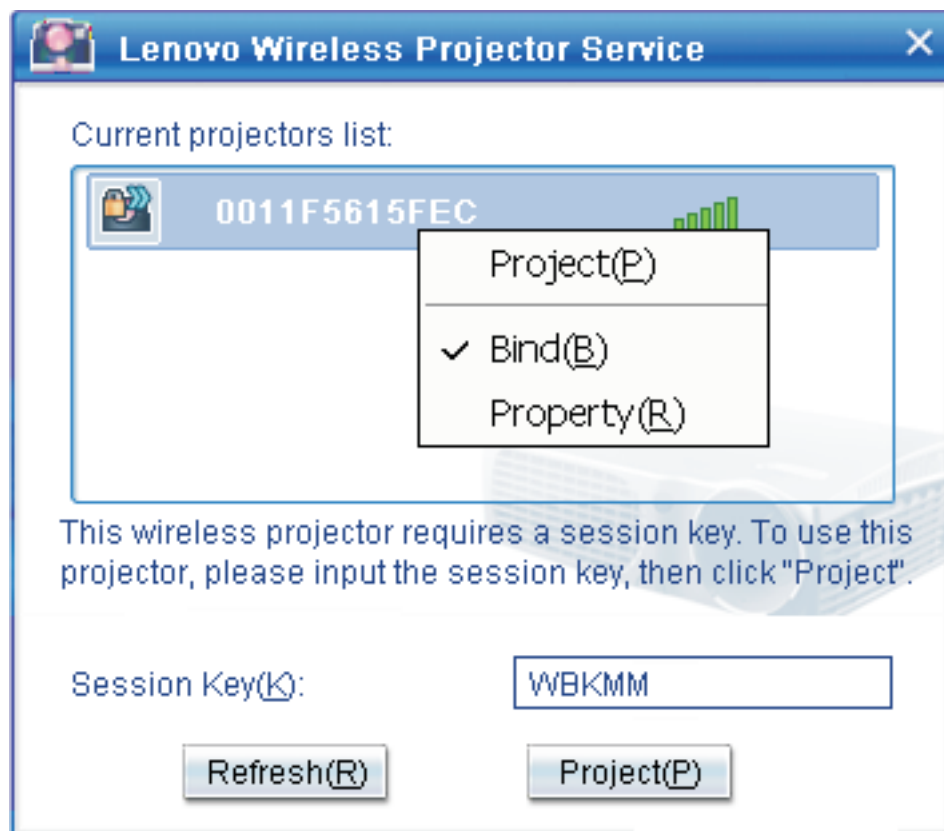 Lenovo Wireless Projector Service
Current projectors list:
0011F5615FEC
Project(P)
Bind(B)
Property(R)
This wireless projector requires a session key. To use this
projector, please input the session key, then click "Project".
Session Key(K):
WBKMM
Refresh(R)
Project(P)